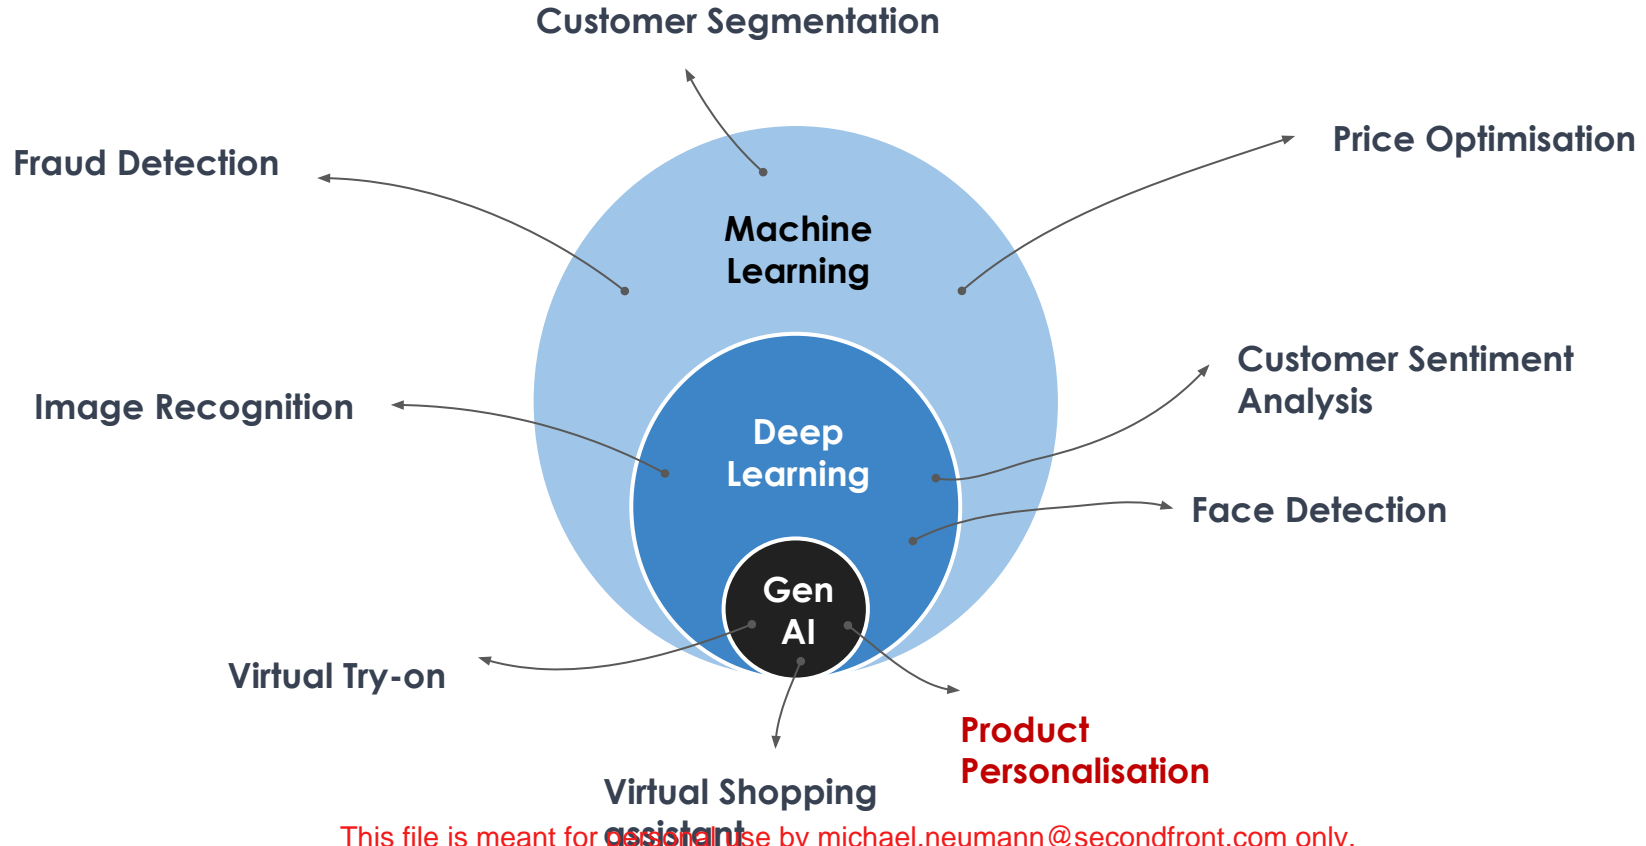 Customer Segmentation
Price Optimisation
Fraud Detection
Machine
Learning
Customer Sentiment
Analysis
Image Recognition
Deep
Learning
Face Detection
Gen
AI
Virtual Try-on
Product
Personalisation
Virtual Shopping
assistant
This file is meant for personal use by michael.neumann@secondfront.com only.